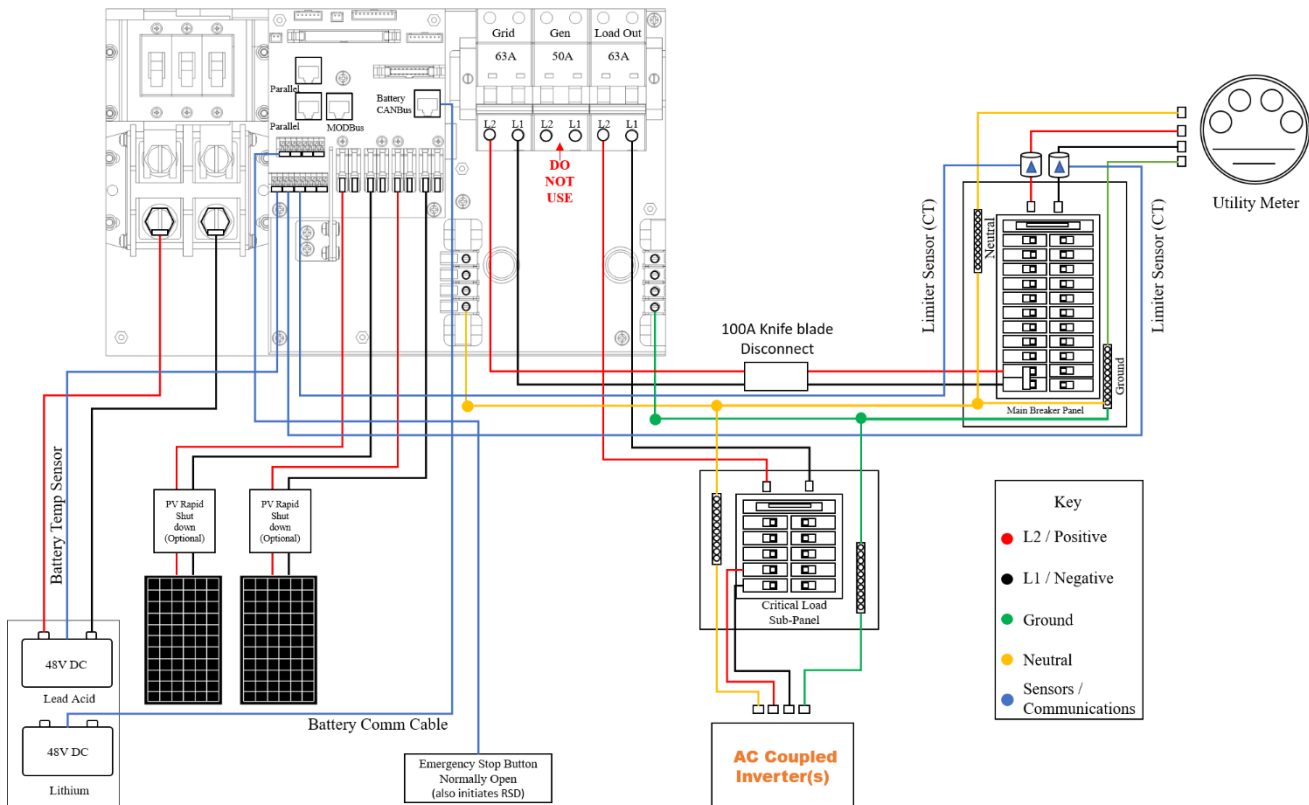 Grid
Gen
Load Out
63A
50A
63A
L2
L1
L2
L1
L2
L1
DO
NOT
USE
Parallel
Parallel
MODBus
Battery
CANBus
Utility Meter
Limiter Sensor (CT)
Neutral
Limiter Sensor (CT)
Ground
Main Breaker Panel
100A Knife blade
Disconnect
Battery Temp Sensor
PV Rapid
Shut
down
(Optional)
PV Rapid
Shut
down
(Optional)
48V DC
Lead Acid
48V DC
Lithium
Battery Comm Cable
Emergency Stop Button
Normally Open
(also initiates RSD)
Critical Load
Sub-Panel
AC Coupled
Inverter(s)
Key
L2 / Positive
L1 / Negative
Ground
Neutral
Sensors /
Communications